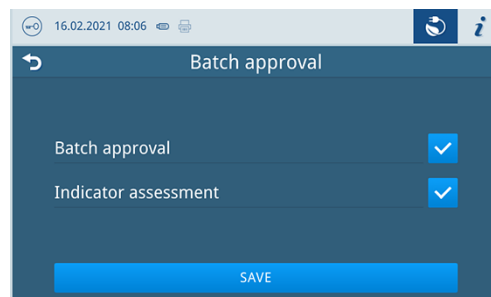 16.02.2021 08:06
i
Batch approval
Batch approval
Indicator assessment
SAVE